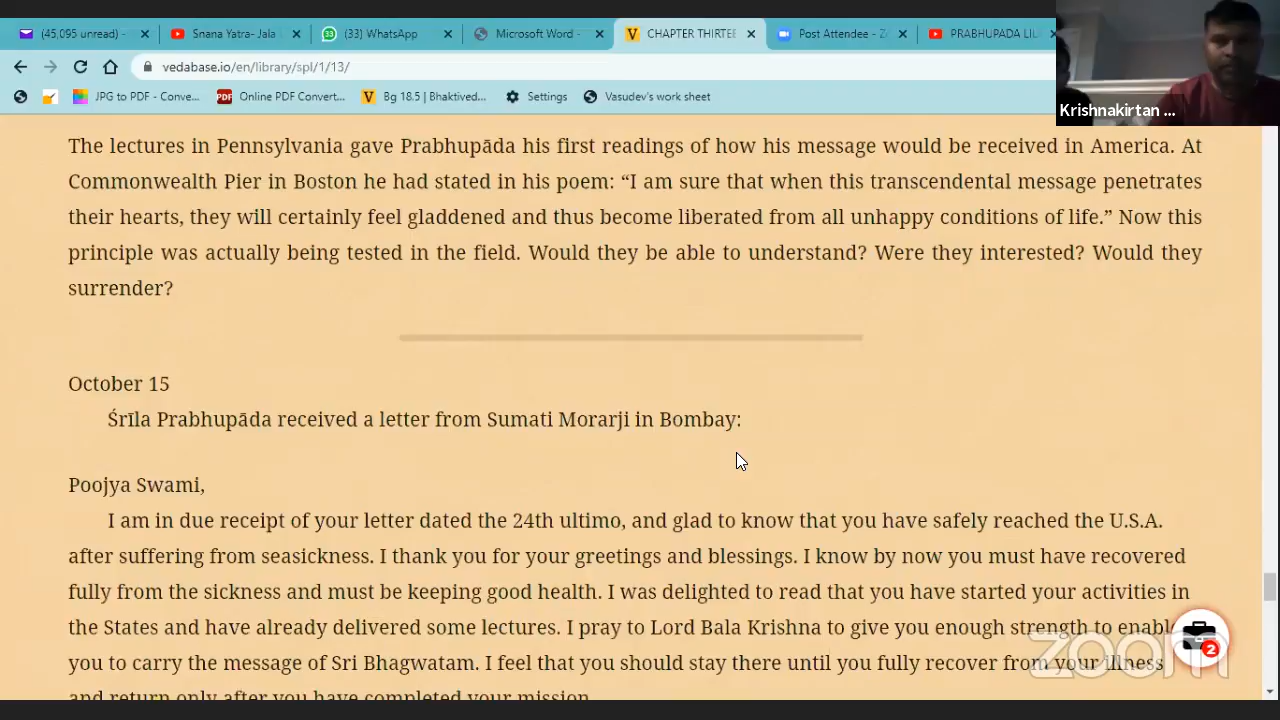 (45,095 unread) -
Snana Yatra- Jala
(33) WhatsApp
Microsoft Word -
CHAPTER THIRTEE
Post Attendee - Z
PRABHUPADA LIL
vedabase.io/en/library/spl/1/13/
JPG to PDF - Conve...
Online PDF Convert...
Bg 18.5 | Bhaktived...
Settings
Vasudev's work sheet
Krishnakirtan ...
The lectures in Pennsylvania gave Prabhupāda his first readings of how his message would be received in America. At
Commonwealth Pier in Boston he had stated in his poem: “I am sure that when this transcendental message penetrates
their hearts, they will certainly feel gladdened and thus become liberated from all unhappy conditions of life.” Now this
principle was actually being tested in the field. Would they be able to understand? Were they interested? Would they
surrender?
October 15
Śrīla Prabhupāda received a letter from Sumati Morarji in Bombay:
Poojya Swami,
I am in due receipt of your letter dated the 24th ultimo, and glad to know that you have safely reached the U.S.A.
after suffering from seasickness. I thank you for your greetings and blessings. I know by now you must have recovered
fully from the sickness and must be keeping good health. I was delighted to read that you have started your activities in
the States and have already delivered some lectures. I pray to Lord Bala Krishna to give you enough strength to enable
you to carry the message of Sri Bhagwatam. I feel that you should stay there until you fully recover from your illness
and return only after you have completed your mission.
2
zoom